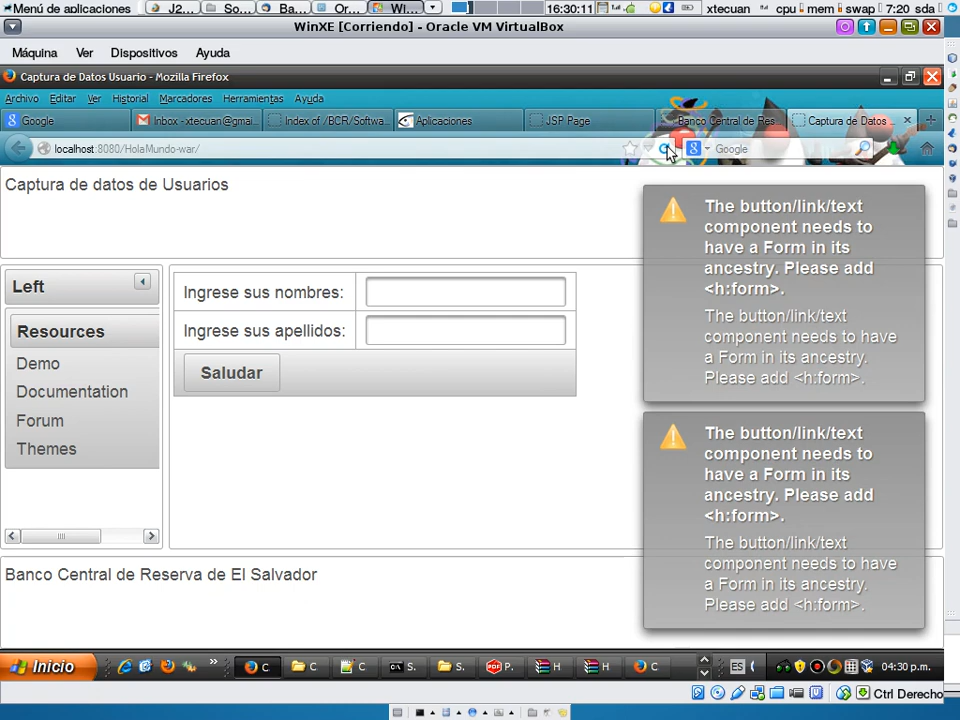 Menú de aplicaciones
J2...
So...
Ba...
Or...
Wi...
16:30:11
xtecuan
cpu
mem
swap
7:20
sda
WinXE [Corriendo] - Oracle VM VirtualBox
Máquina Ver Dispositivos Ayuda
Captura de Datos Usuario - Mozilla Firefox
Archivo Editar Ver Historial Marcadores Herramientas Ayuda
Google
Inbox - xtecuan@gmai...
Index of /BCR/Softwa...
Aplicaciones
JSP Page
Banco Central de Res...
Captura de Datos ...
localhost:8080/HolaMundo-war/
Google
Captura de datos de Usuarios
Left
Resources
Demo
Documentation
Forum
Themes
Ingrese sus nombres:
Ingrese sus apellidos:
Saludar
The button/link/text
component needs to
have a Form in its
ancestry. Please add
<h:form>.
The button/link/text
component needs to have
a Form in its ancestry.
Please add <h:form>.
The button/link/text
component needs to
have a Form in its
ancestry. Please add
<h:form>.
The button/link/text
component needs to have
a Form in its ancestry.
Please add <h:form>.
Banco Central de Reserva de El Salvador
Inicio
»
C
C
C
S.
S.
P.
H
H
C
ES
04:30 p.m.
Ctrl Derecho